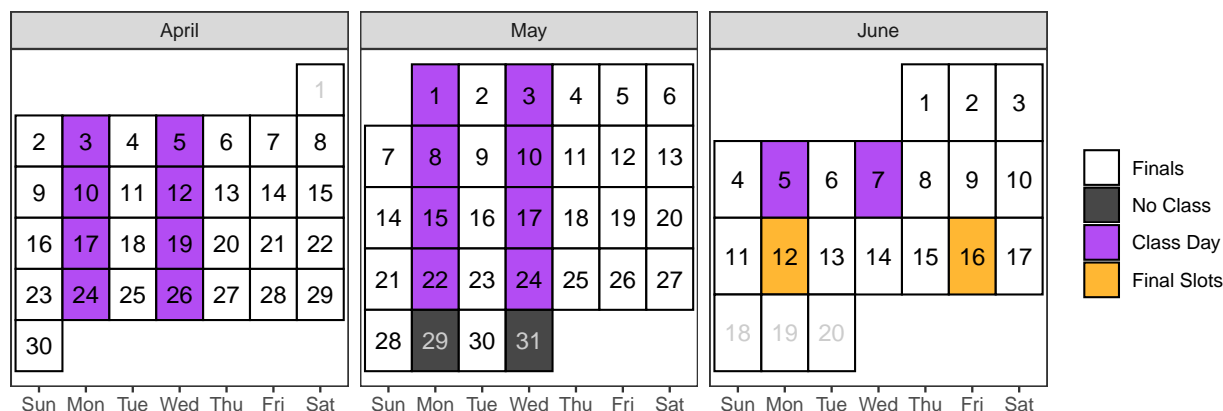 April
1
2 3 4 5 6 7 8
9 10 11 12 13 14 15
16 17 18 19 20 21 22
23 24 25 26 27 28 29
30
Sun Mon Tue Wed Thu Fri Sat
May
1 2 3 4 5 6
7 8 9 10 11 12 13
14 15 16 17 18 19 20
21 22 23 24 25 26 27
28 29 30 31
Sun Mon Tue Wed Thu Fri Sat
June
1 2 3
4 5 6 7 8 9 10
11 12 13 14 15 16 17
18 19 20
Sun Mon Tue Wed Thu Fri Sat
Finals
No Class
Class Day
Final Slots